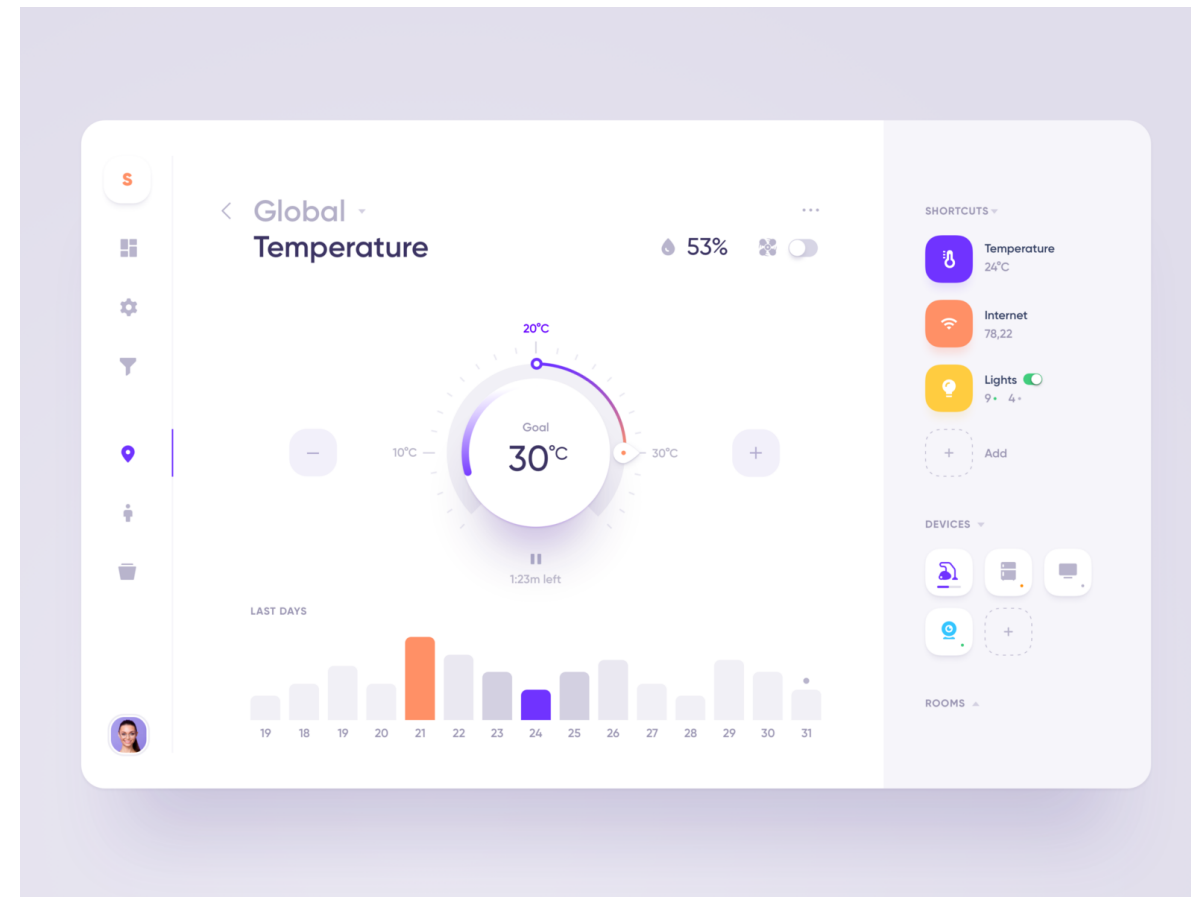 S
Global
Temperature
53%
20°C
Goal
30°C
10°C
30°C
1:23m left
LAST DAYS
19 18 19 20 21 22 23 24 25 26 27 28 29 30 31
SHORTCUTS
Temperature
24°C
Internet
78,22
Lights
9 4
Add
DEVICES
ROOMS